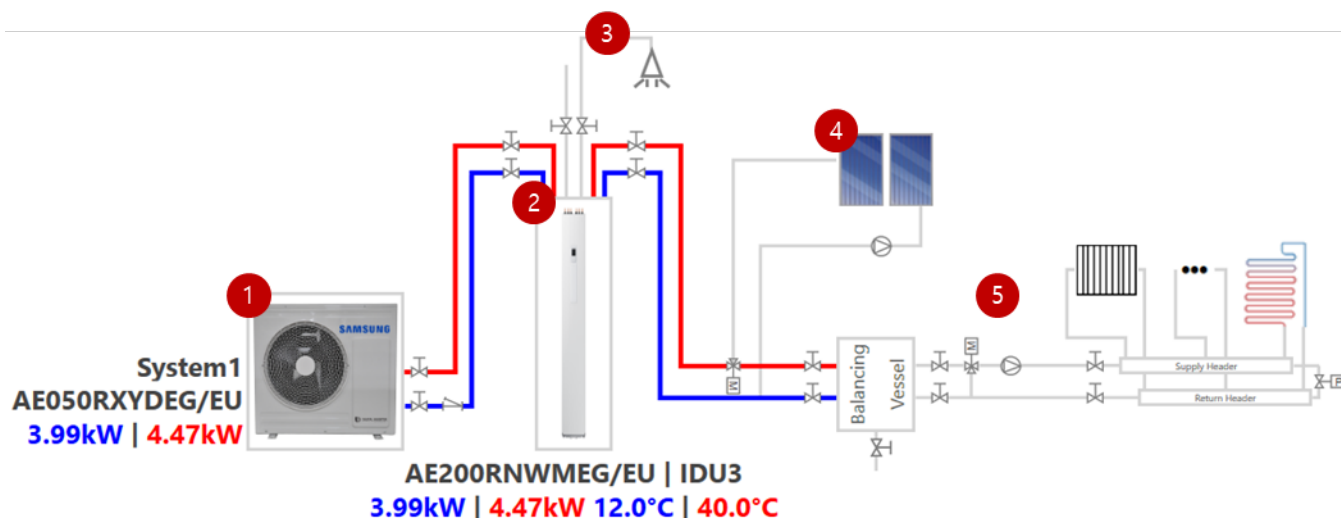 3
4
2
1
SAMSUNG
5
System1
AE050RXYDEG/EU
3.99kW | 4.47kW
M
Balancing
Vessel
M
Supply Header
Return Header
B
AE200RNWMEG/EU | IDU3
3.99kW | 4.47kW 12.0°C | 40.0°C